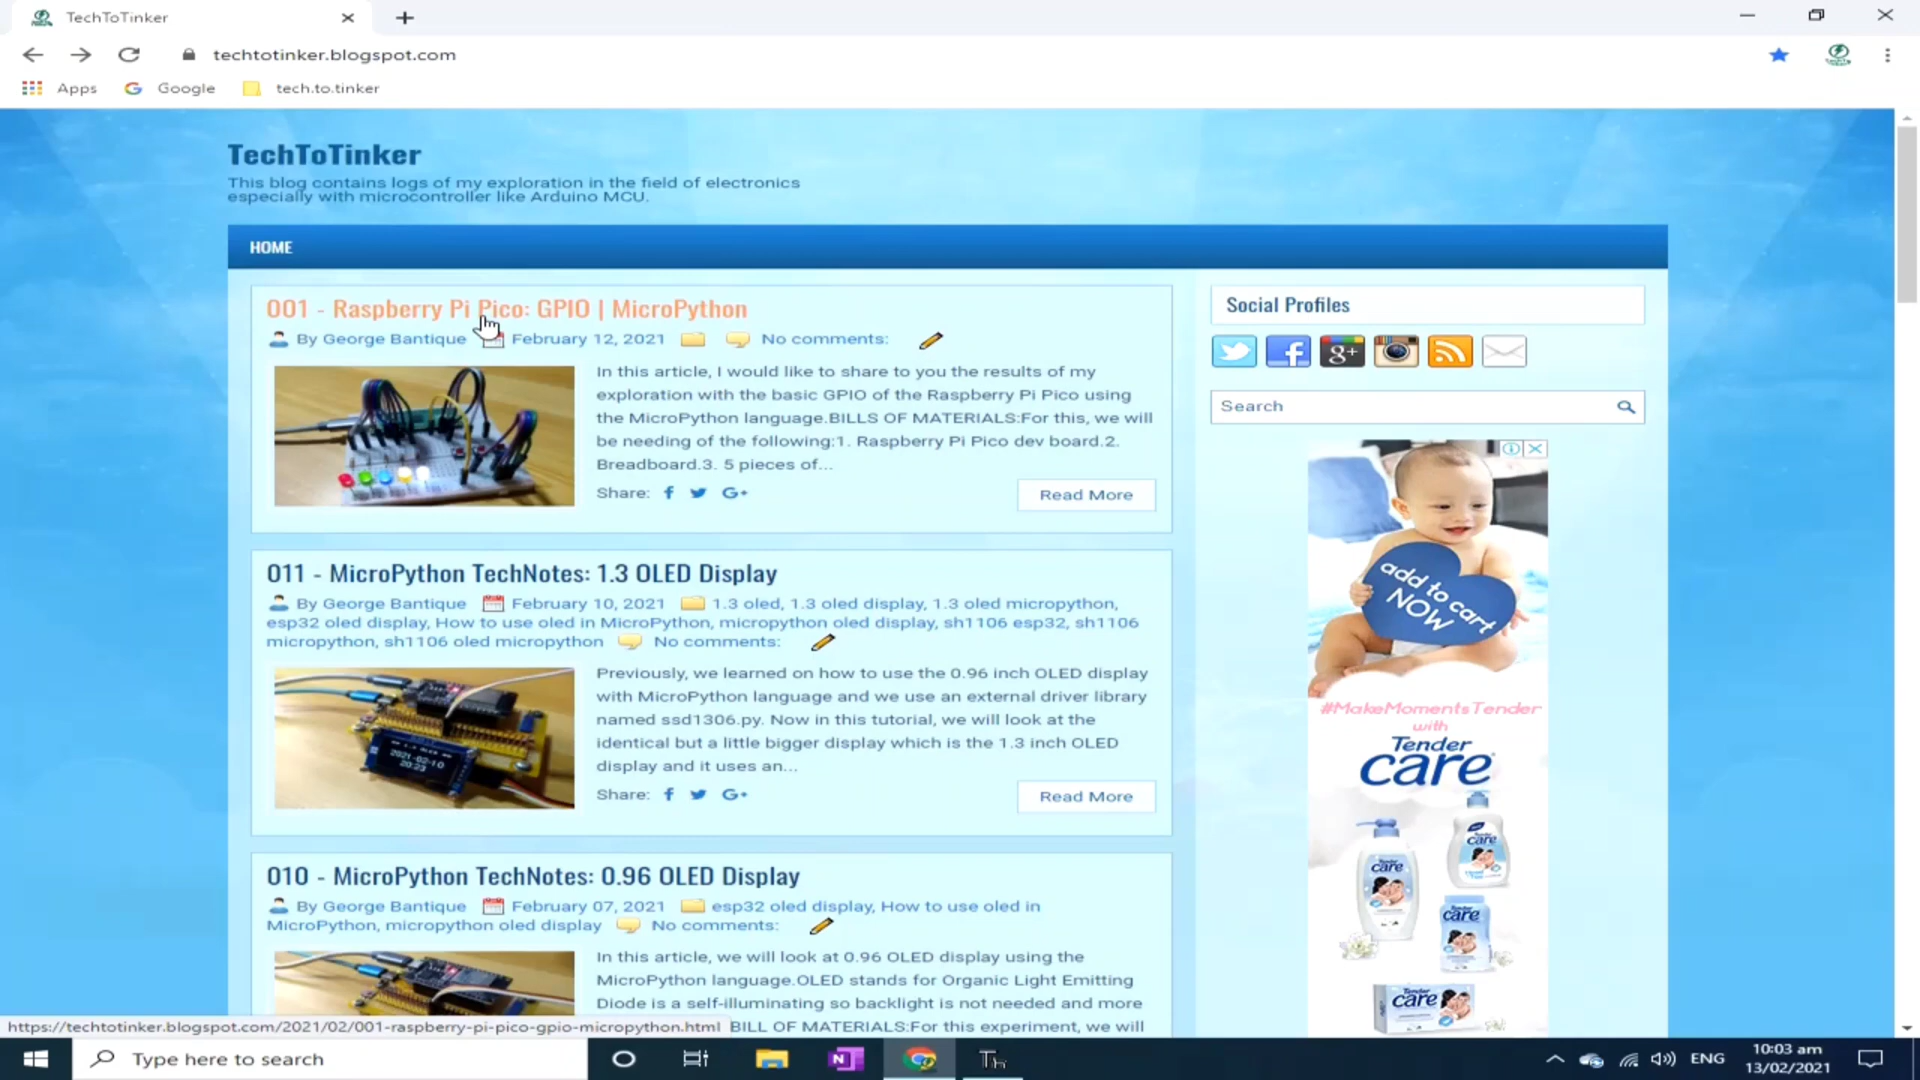 TechToTinker
techtotinker.blogspot.com
Apps
Google
tech.to.tinker
TechToTinker
This blog contains logs of my exploration in the field of electronics
especially with microcontroller like Arduino MCU.
HOME
001 - Raspberry Pi Pico: GPIO | MicroPython
By George Bantique February 12, 2021 No comments:
In this article, I would like to share to you the results of my
exploration with the basic GPIO of the Raspberry Pi Pico using
the MicroPython language.BILLS OF MATERIALS:For this, we will
be needing of the following:1. Raspberry Pi Pico dev board.2.
Breadboard.3. 5 pieces of...
Share: G+
Read More
011 - MicroPython TechNotes: 1.3 OLED Display
By George Bantique February 10, 2021 1.3 oled, 1.3 oled display, 1.3 oled micropython,
esp32 oled display, How to use oled in MicroPython, micropython oled display, sh1106 esp32, sh1106
micropython, sh1106 oled micropython No comments:
Previously, we learned on how to use the 0.96 inch OLED display
with MicroPython language and we use an external driver library
named ssd1306.py. Now in this tutorial, we will look at the
identical but a little bigger display which is the 1.3 inch OLED
display and it uses an...
2021-02-10
20:23
Share: G+
Read More
010 - MicroPython TechNotes: 0.96 OLED Display
By George Bantique February 07, 2021 esp32 oled display, How to use oled in
MicroPython, micropython oled display No comments:
In this article, we will look at 0.96 OLED display using the
MicroPython language.OLED stands for Organic Light Emitting
Diode is a self-illuminating so backlight is not needed and more
BILL OF MATERIALS:For this experiment, we will
Social Profiles
g+
Search
add to cart
NOW
#MakeMomentsTender
with
Tender
care
care
care
care
Tender
care
https://techtotinker.blogspot.com/2021/02/001-raspberry-pi-pico-gpio-micropython.html
Type here to search
N
ENG
10:03 am
13/02/2021